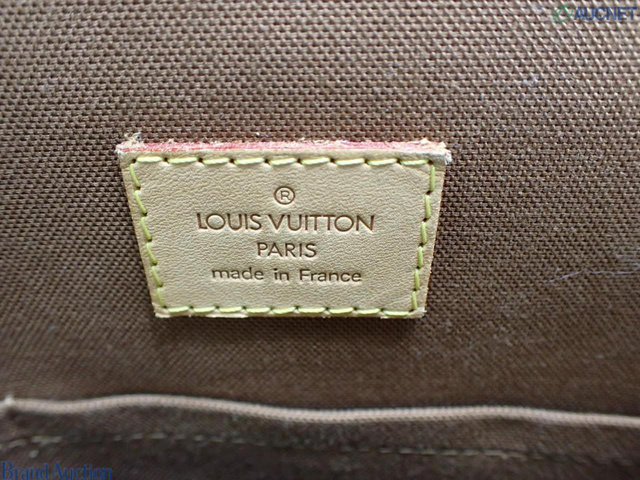 AUCNET
®
LOUIS VUITTON
PARIS
made in France
Brand Auction